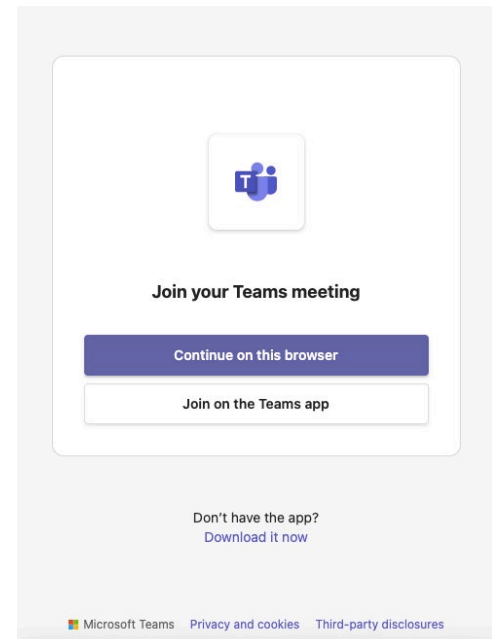 T
Join your Teams meeting
Continue on this browser
Join on the Teams app
Don't have the app?
Download it now
Microsoft Teams Privacy and cookies Third-party disclosures